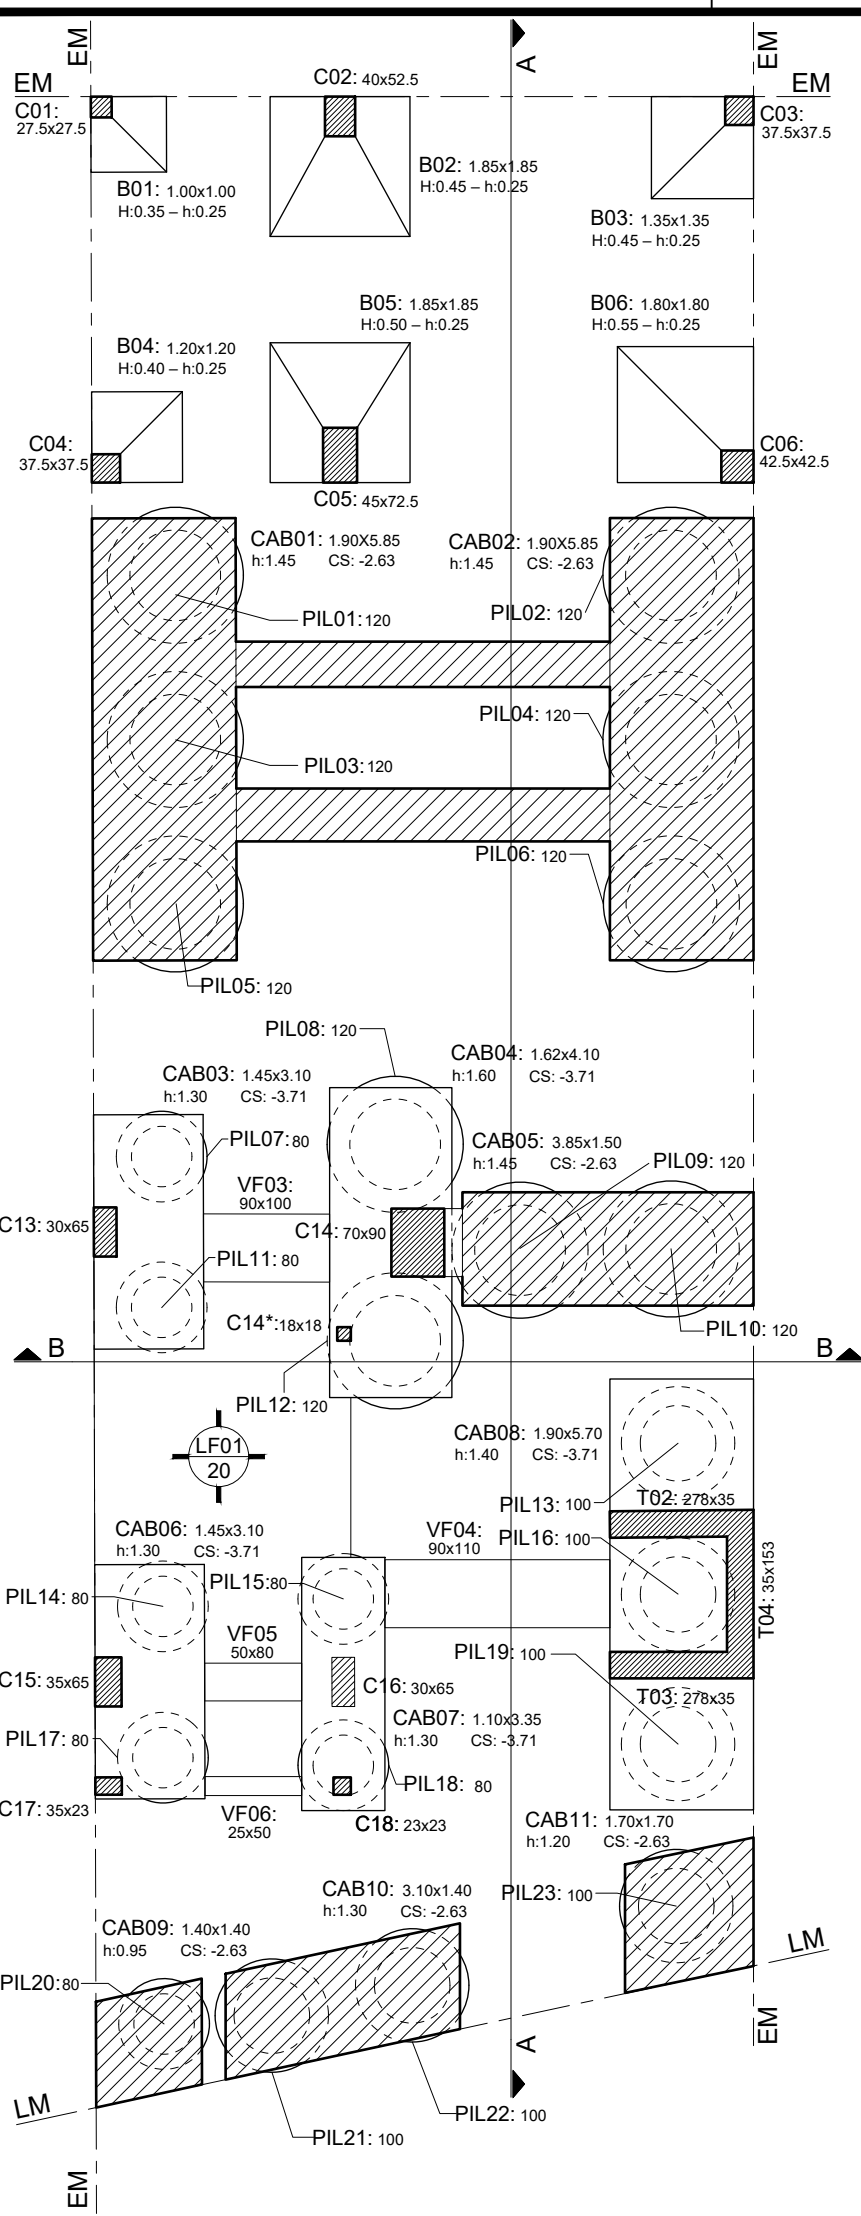 EM
A
EM
EM
EM
C02: 40x52.5
C01:
27.5x27.5
C03:
37.5x37.5
B01: 1.00x1.00
H:0.35 – h:0.25
B02: 1.85x1.85
H:0.45 – h:0.25
B03: 1.35x1.35
H:0.45 – h:0.25
B05: 1.85x1.85
H:0.50 – h:0.25
B06: 1.80x1.80
H:0.55 – h:0.25
B04: 1.20x1.20
H:0.40 – h:0.25
C04:
37.5x37.5
C06:
42.5x42.5
C05: 45x72.5
CAB01: 1.90X5.85
h:1.45 CS: -2.63
CAB02: 1.90X5.85
h:1.45 CS: -2.63
PIL01: 120
PIL02: 120
PIL04: 120
PIL03: 120
PIL06: 120
PIL05: 120
PIL08: 120
CAB03: 1.45x3.10
h:1.30 CS: -3.71
CAB04: 1.62x4.10
h:1.60 CS: -3.71
PIL07: 80
CAB05: 3.85x1.50
h:1.45 CS: -2.63
PIL09: 120
VF03:
90x100
C13: 30x65
C14: 70x90
PIL11: 80
C14*: 18x18
PIL10: 120
B
B
PIL12: 120
LF01
20
CAB08: 1.90x5.70
h:1.40 CS: -3.71
PIL13: 100
T02: 278x35
CAB06: 1.45x3.10
h:1.30 CS: -3.71
VF04:
90x110
PIL16: 100
T04: 35x153
PIL14: 80
PIL15: 80
VF05
50x80
PIL19: 100
C15: 35x65
C16: 30x65
T03: 278x35
PIL17: 80
CAB07: 1.10x3.35
h:1.30 CS: -3.71
PIL18: 80
C17: 35x23
VF06:
25x50
C18: 23x23
CAB11: 1.70x1.70
h:1.20 CS: -2.63
CAB10: 3.10x1.40
h:1.30 CS: -2.63
PIL23: 100
CAB09: 1.40x1.40
h:0.95 CS: -2.63
LM
PIL20: 80
EM
A
LM
PIL22: 100
PIL21: 100
EM